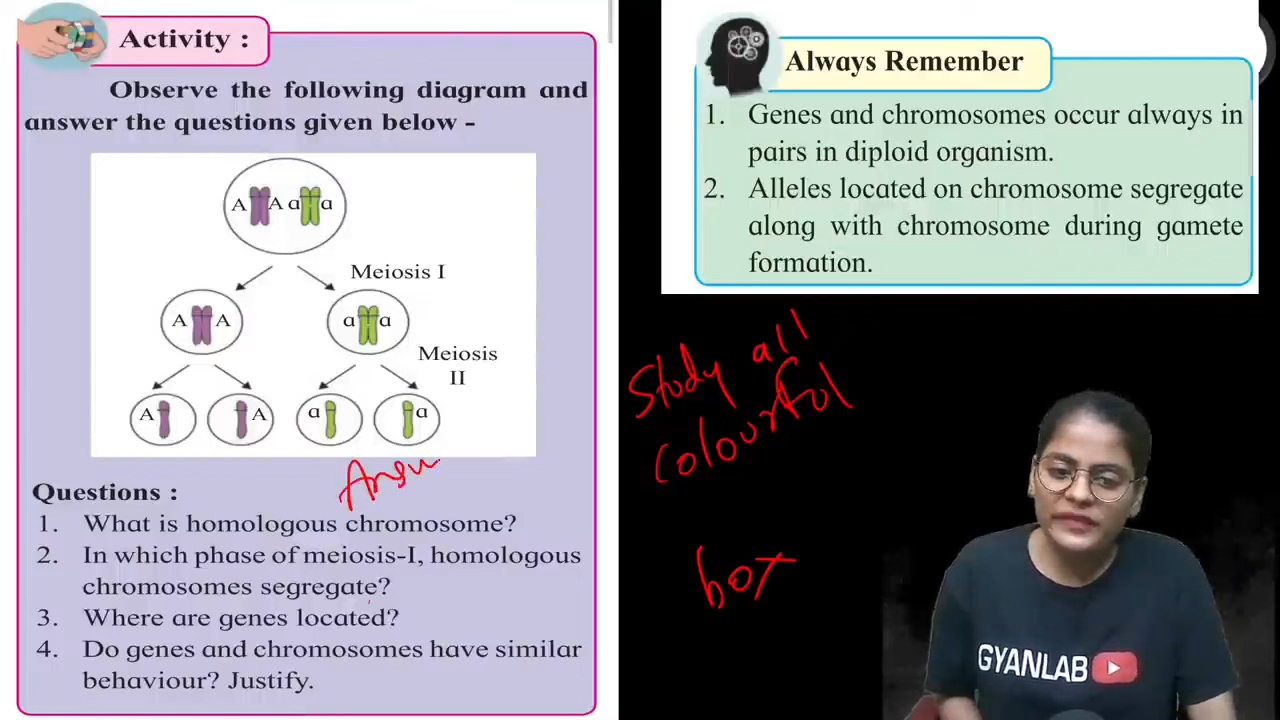 Activity :
Observe the following diagram and
answer the questions given below -
A A a a
Meiosis I
A A a a
Meiosis
II
A A a a
Questions :
1. What is homologous chromosome?
2. In which phase of meiosis-I, homologous
chromosomes segregate?
3. Where are genes located?
4. Do genes and chromosomes have similar
behaviour? Justify.
Answ
Always Remember
1. Genes and chromosomes occur always in
pairs in diploid organism.
2. Alleles located on chromosome segregate
along with chromosome during gamete
formation.
Study all
colourful
box
GYANLAB